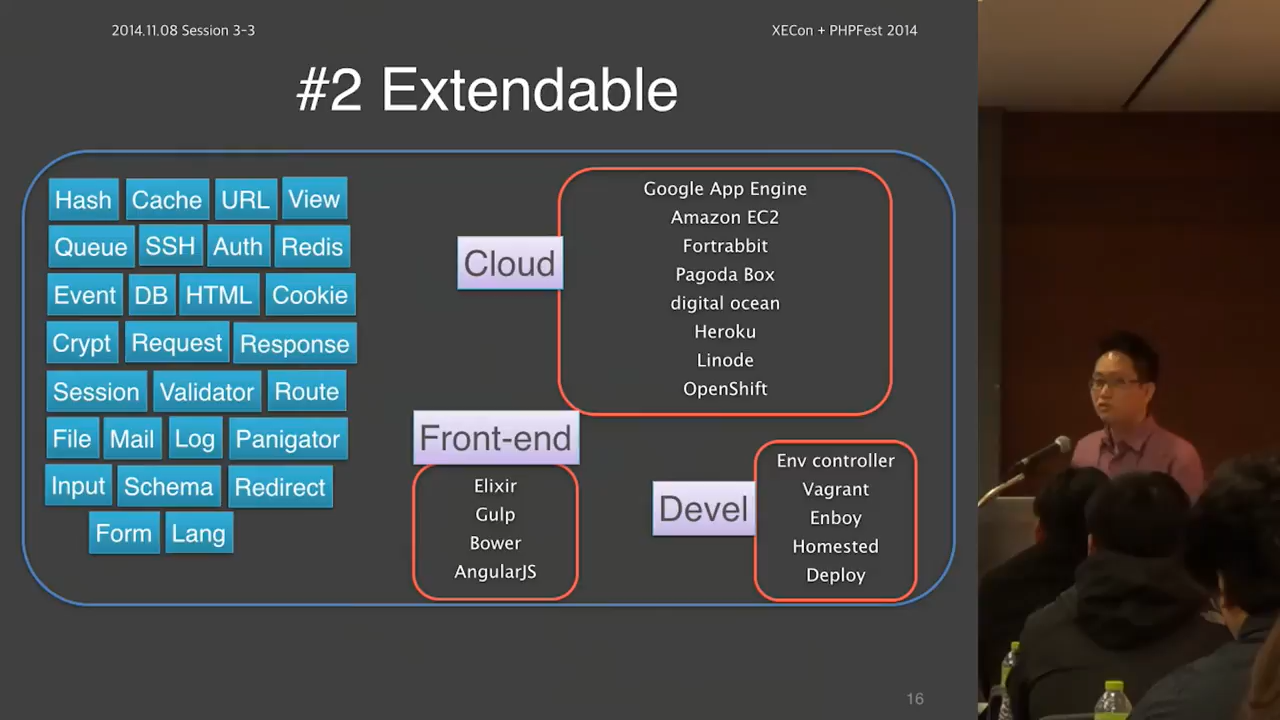 2014.11.08 Session 3-3
XECon + PHPFest 2014
#2 Extendable
Hash Cache URL View
Queue SSH Auth Redis
Event DB HTML Cookie
Crypt Request Response
Session Validator Route
File Mail Log Panigator
Input Schema Redirect
Form Lang
Cloud
Google App Engine
Amazon EC2
Fortrabbit
Pagoda Box
digital ocean
Heroku
Linode
OpenShift
Front-end
Elixir
Gulp
Bower
AngularJS
Devel
Env controller
Vagrant
Enboy
Homested
Deploy
16